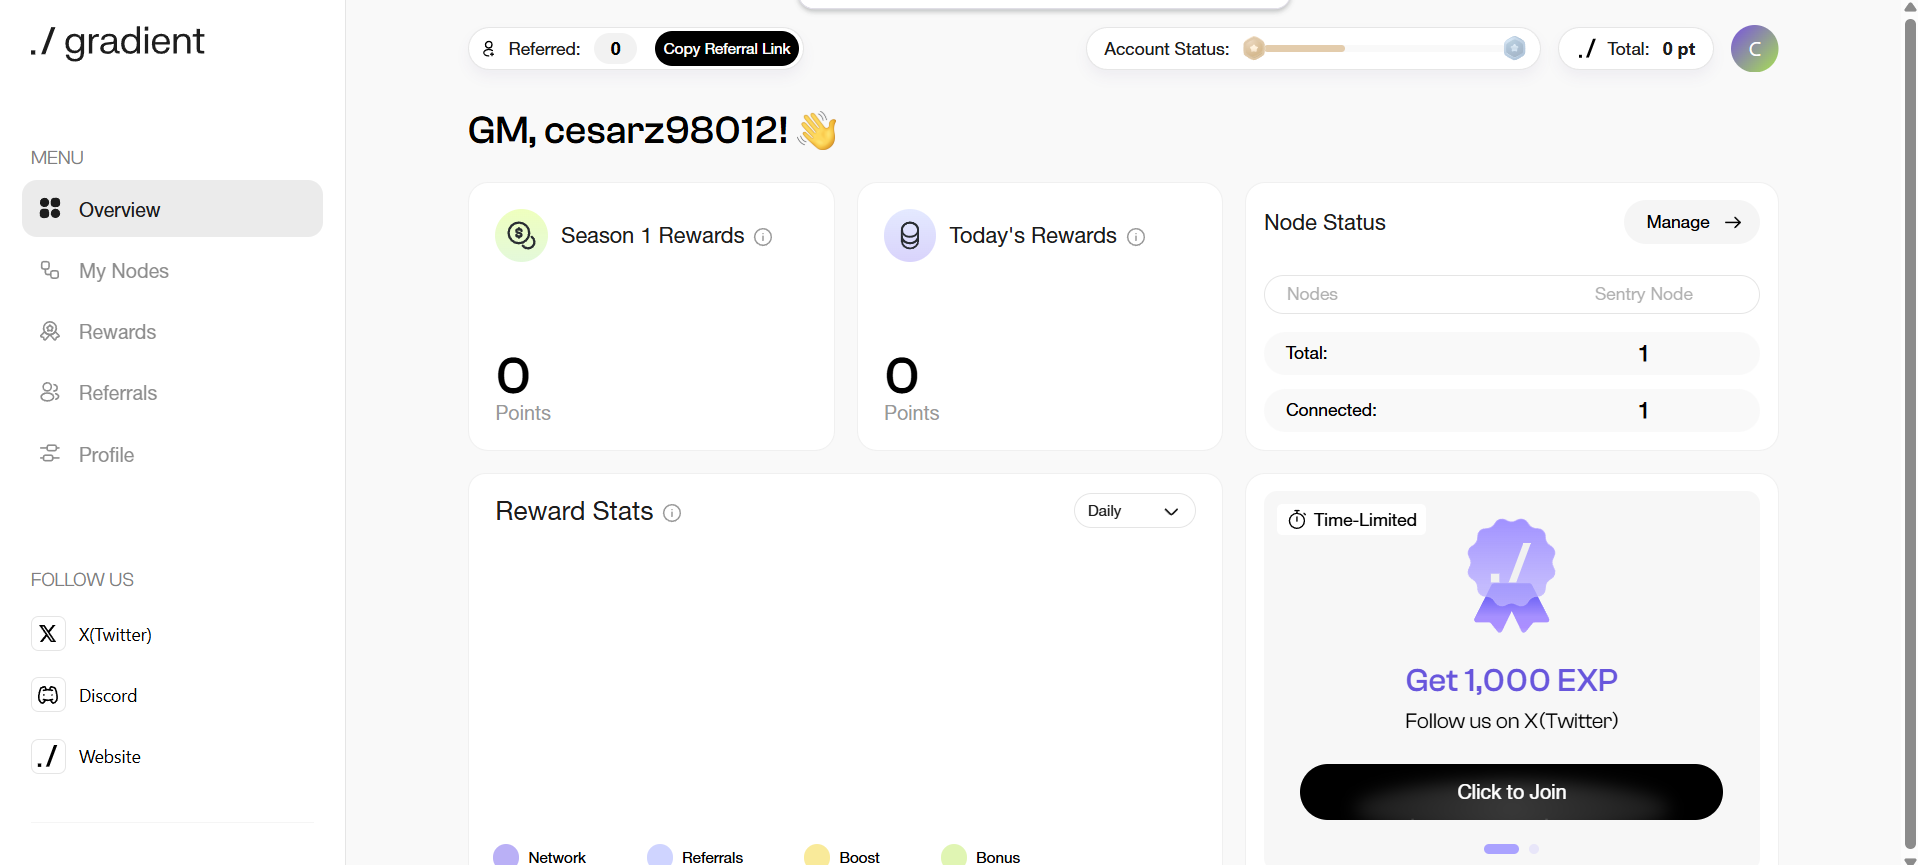 ./ gradient
Referred: 0 Copy Referral Link
Account Status:
./ Total: 0 pt
C
GM, cesarz98012! 👋
MENU
Overview
My Nodes
Rewards
Referrals
Profile
FOLLOW US
X(Twitter)
Discord
Website
Season 1 Rewards
0
Points
Today's Rewards
0
Points
Node Status
Manage →
Nodes Sentry Node
Total: 1
Connected: 1
Reward Stats
Daily
Network Referrals Boost Bonus
Time-Limited
./
Get 1,000 EXP
Follow us on X(Twitter)
Click to Join